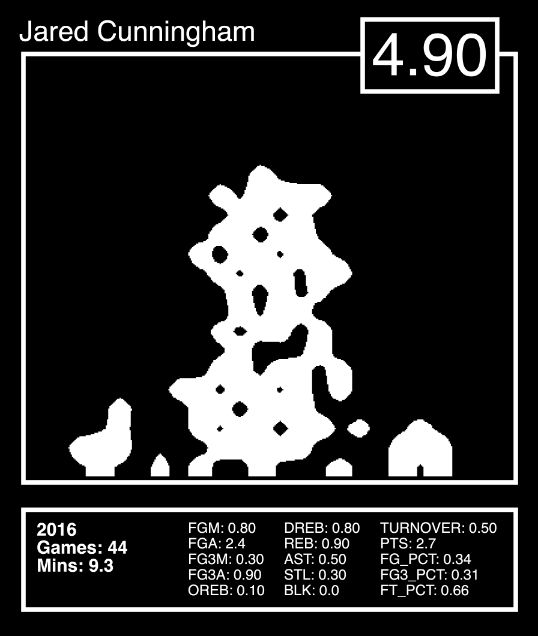 Jared Cunningham
4.90
2016
Games: 44
Mins: 9.3
FGM: 0.80
FGA: 2.4
FG3M: 0.30
FG3A: 0.90
OREB: 0.10
DREB: 0.80
REB: 0.90
AST: 0.50
STL: 0.30
BLK: 0.0
TURNOVER: 0.50
PTS: 2.7
FG_PCT: 0.34
FG3_PCT: 0.31
FT_PCT: 0.66